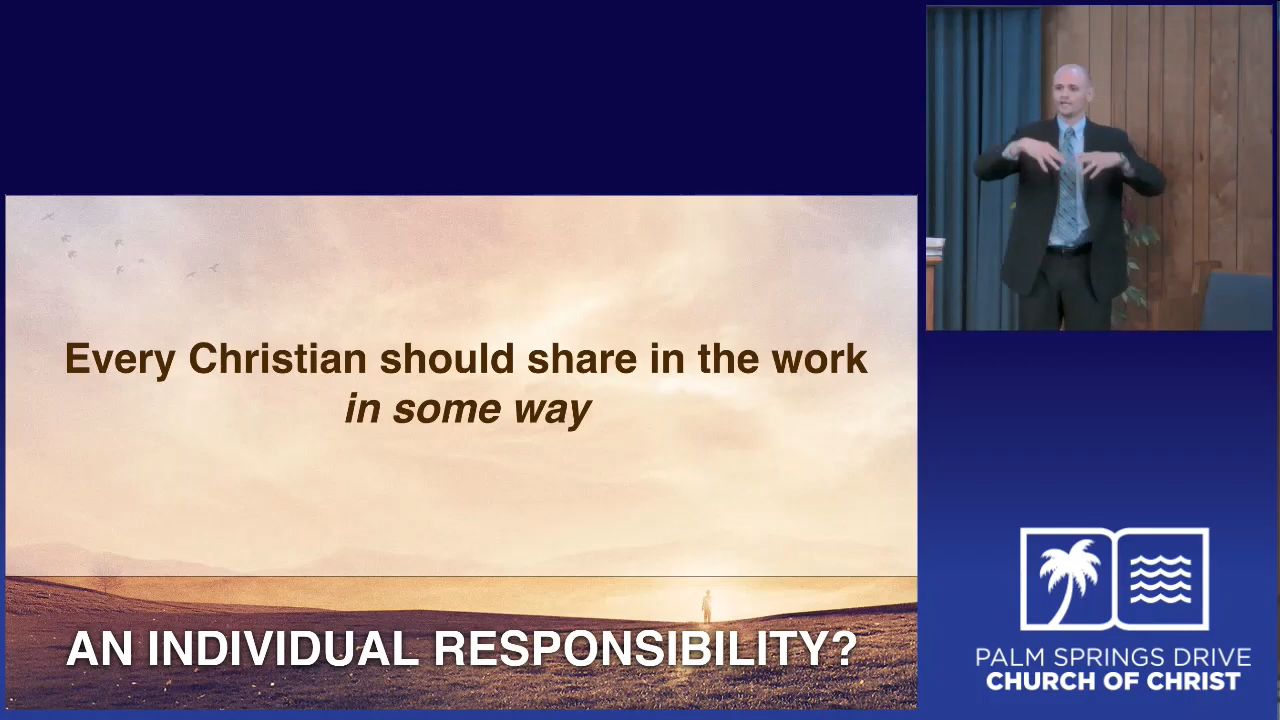 Every Christian should share in the work
in some way
AN INDIVIDUAL RESPONSIBILITY?
PALM SPRINGS DRIVE
CHURCH OF CHRIST